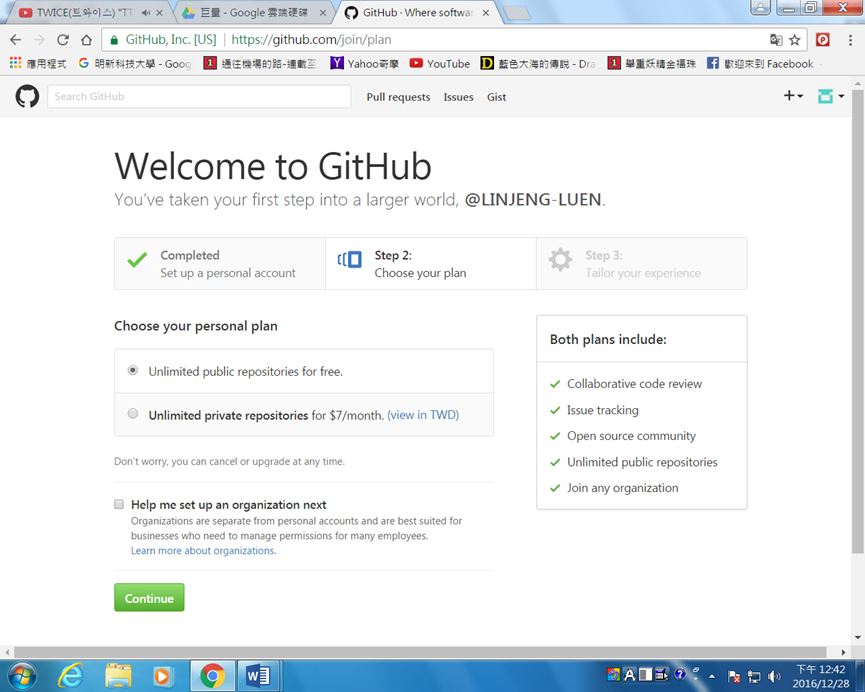 TWICE(트와이스) "TT
巨量 - Google 雲端硬碟
GitHub · Where softwar
GitHub, Inc. [US] | https://github.com/join/plan
應用程式
明新科技大學 - Goog
通往機場的路-連載至
Yahoo奇摩
YouTube
藍色大海的傳說 - Dra
舉重妖精金福珠
歡迎來到 Facebook
Search GitHub
Pull requests
Issues
Gist
Welcome to GitHub
You've taken your first step into a larger world, @LINJENG-LUEN.
Completed
Set up a personal account
Step 2:
Choose your plan
Step 3:
Tailor your experience
Choose your personal plan
Unlimited public repositories for free.
Unlimited private repositories for $7/month. (view in TWD)
Don't worry, you can cancel or upgrade at any time.
Help me set up an organization next
Organizations are separate from personal accounts and are best suited for
businesses who need to manage permissions for many employees.
Learn more about organizations.
Continue
Both plans include:
Collaborative code review
Issue tracking
Open source community
Unlimited public repositories
Join any organization
下午 12:42
2016/12/28